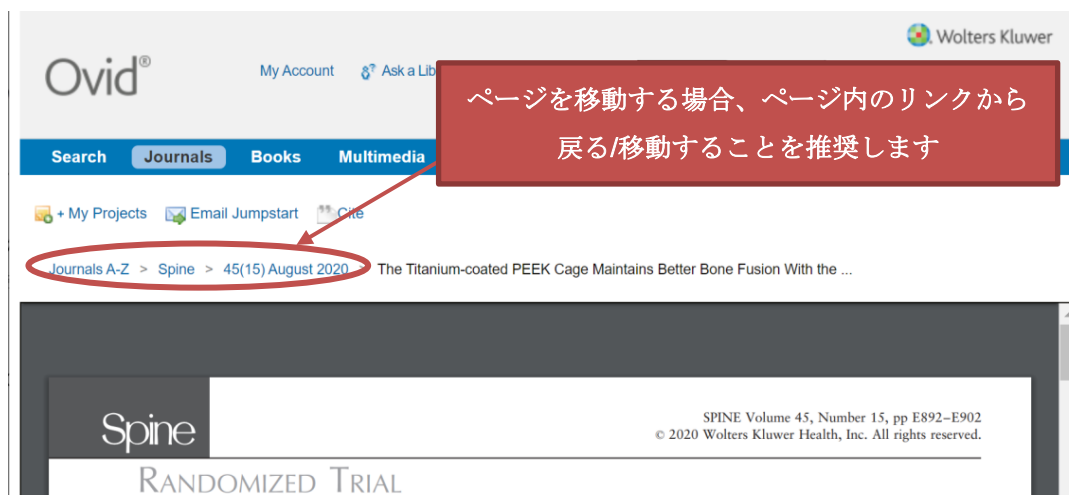 Wolters Kluwer
Ovid®
My Account Ask a Lib
ページを移動する場合、ページ内のリンクから
戻る/移動することを推奨します
Search Journals Books Multimedia
+ My Projects Email Jumpstart Cite
Journals A-Z > Spine > 45(15) August 2020 > The Titanium-coated PEEK Cage Maintains Better Bone Fusion With the ...
Spine
SPINE Volume 45, Number 15, pp E892–E902
© 2020 Wolters Kluwer Health, Inc. All rights reserved.
RANDOMIZED TRIAL